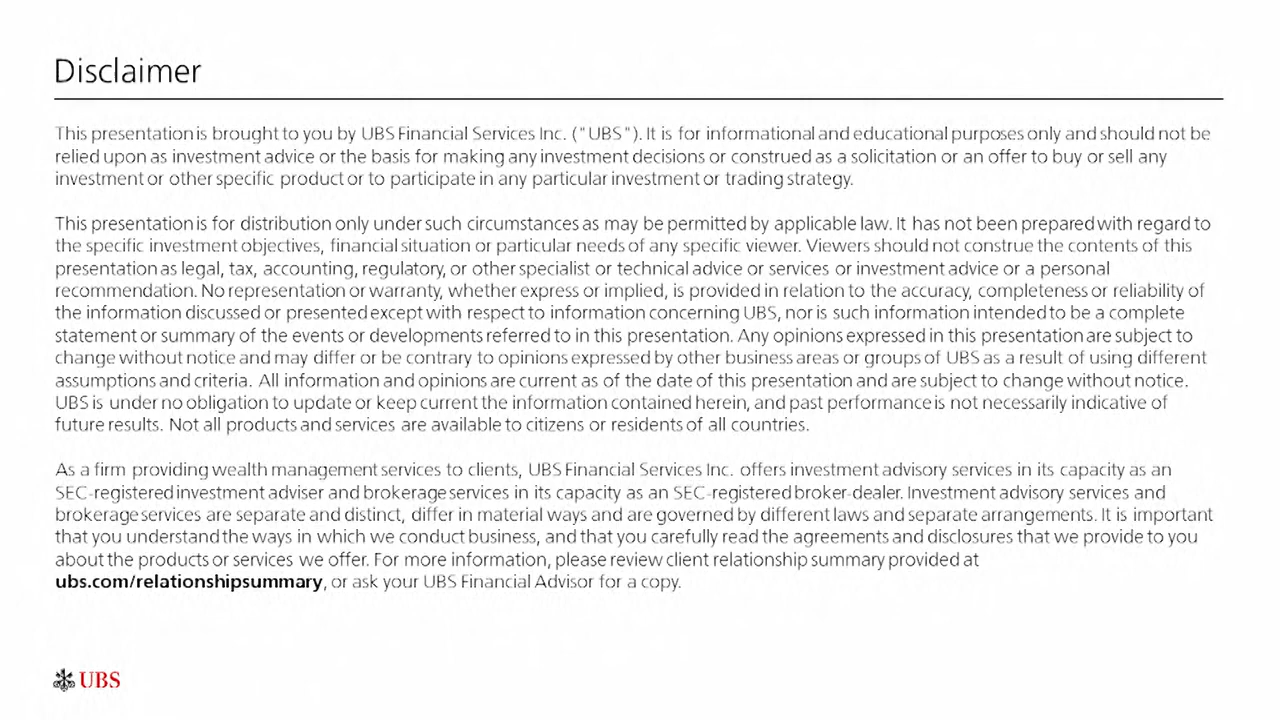 Disclaimer
This presentation is brought to you by UBS Financial Services Inc. ("UBS"). It is for informational and educational purposes only and should not be
relied upon as investment advice or the basis for making any investment decisions or construed as a solicitation or an offer to buy or sell any
investment or other specific product or to participate in any particular investment or trading strategy.
This presentation is for distribution only under such circumstances as may be permitted by applicable law. It has not been prepared with regard to
the specific investment objectives, financial situation or particular needs of any specific viewer. Viewers should not construe the contents of this
presentation as legal, tax, accounting, regulatory, or other specialist or technical advice or services or investment advice or a personal
recommendation. No representation or warranty, whether express or implied, is provided in relation to the accuracy, completeness or reliability of
the information discussed or presented except with respect to information concerning UBS, nor is such information intended to be a complete
statement or summary of the events or developments referred to in this presentation. Any opinions expressed in this presentation are subject to
change without notice and may differ or be contrary to opinions expressed by other business areas or groups of UBS as a result of using different
assumptions and criteria. All information and opinions are current as of the date of this presentation and are subject to change without notice.
UBS is under no obligation to update or keep current the information contained herein, and past performance is not necessarily indicative of
future results. Not all products and services are available to citizens or residents of all countries.
As a firm providing wealth management services to clients, UBS Financial Services Inc. offers investment advisory services in its capacity as an
SEC-registered investment adviser and brokerage services in its capacity as an SEC-registered broker-dealer. Investment advisory services and
brokerage services are separate and distinct, differ in material ways and are governed by different laws and separate arrangements. It is important
that you understand the ways in which we conduct business, and that you carefully read the agreements and disclosures that we provide to you
about the products or services we offer. For more information, please review client relationship summary provided at
ubs.com/relationshipsummary, or ask your UBS Financial Advisor for a copy.
UBS